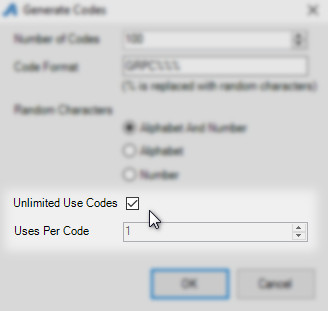 Generate Codes
Number of Codes 100
Code Format GRPC\\\
(% is replaced with random characters)
Random Characters
Alphabet And Number
Alphabet
Number
Unlimited Use Codes
Uses Per Code 1
OK Cancel